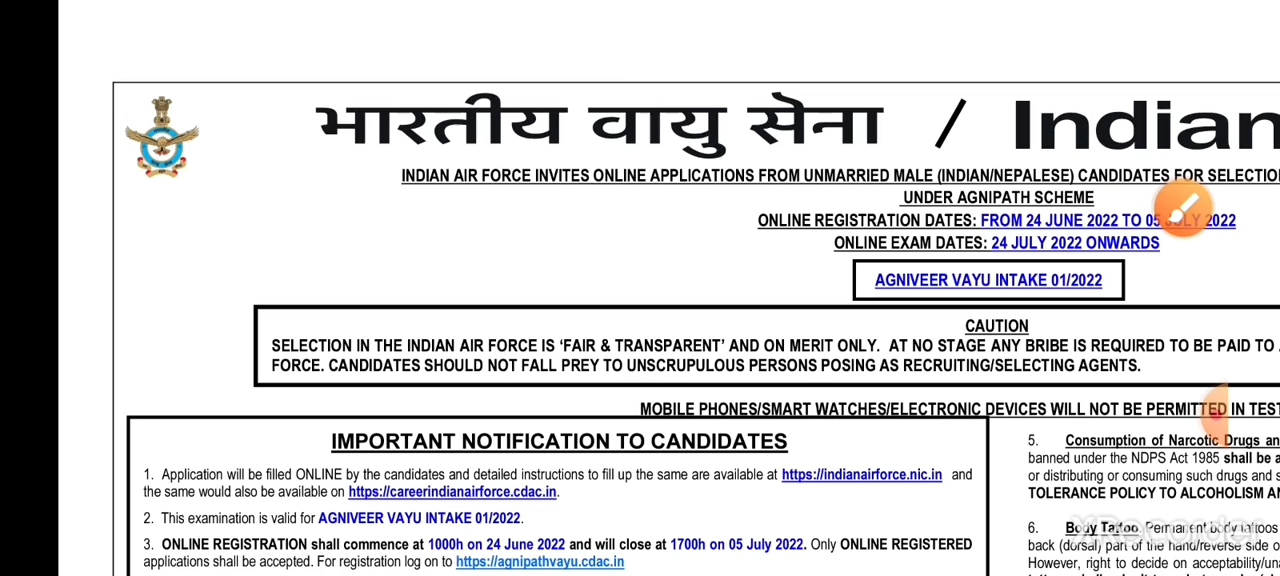 भारतीय वायु सेना / Indian
INDIAN AIR FORCE INVITES ONLINE APPLICATIONS FROM UNMARRIED MALE (INDIAN/NEPALESE) CANDIDATES FOR
UNDER AGNIPATH SCHEME
ONLINE REGISTRATION DATES: FROM 24 JUNE 2022 TO 05 JULY 2022
ONLINE EXAM DATES: 24 JULY 2022 ONWARDS
AGNIVEER VAYU INTAKE 01/2022
CAUTION
SELECTION IN THE INDIAN AIR FORCE IS ‘FAIR & TRANSPARENT’ AND ON MERIT ONLY. AT NO STAGE ANY BRIBE IS REQUIRED TO BE PAID TO
FORCE. CANDIDATES SHOULD NOT FALL PREY TO UNSCRUPULOUS PERSONS POSING AS RECRUITING/SELECTING AGENTS.
MOBILE PHONES/SMART WATCHES/ELECTRONIC DEVICES WILL NOT BE PERMITTED IN TEST
IMPORTANT NOTIFICATION TO CANDIDATES
1. Application will be filled ONLINE by the candidates and detailed instructions to fill up the same are available at https://indianairforce.nic.in and
the same would also be available on https://careerindianairforce.cdac.in.
2. This examination is valid for AGNIVEER VAYU INTAKE 01/2022.
3. ONLINE REGISTRATION shall commence at 1000h on 24 June 2022 and will close at 1700h on 05 July 2022. Only ONLINE REGISTERED
applications shall be accepted. For registration log on to https://agnipathvayu.cdac.in
5. Consumption of Narcotic Drugs an
banned under the NDPS Act 1985 shall be a
or distributing or consuming such drugs and s
TOLERANCE POLICY TO ALCOHOLISM AN
6. Body Tattoo. Permanent body tattoos
back (dorsal) part of the hand/reverse side o
However, right to decide on acceptability/una
XRecorder